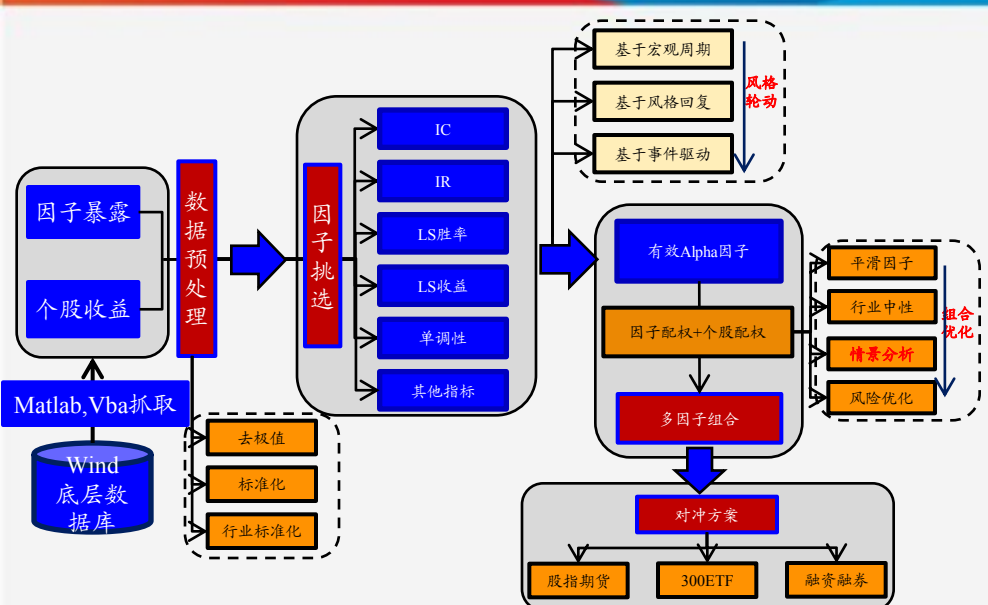 因子暴露
个股收益
Matlab,Vba抓取
Wind
底层数
据库
数
据
预
处
理
去极值
标准化
行业标准化
因
子
挑
选
IC
IR
LS胜率
LS收益
单调性
其他指标
基于宏观周期
基于风格回复
基于事件驱动
风格
轮动
有效Alpha因子
因子配权+个股配权
多因子组合
平滑因子
行业中性
情景分析
风险优化
组合
优化
对冲方案
股指期货
300ETF
融资融券